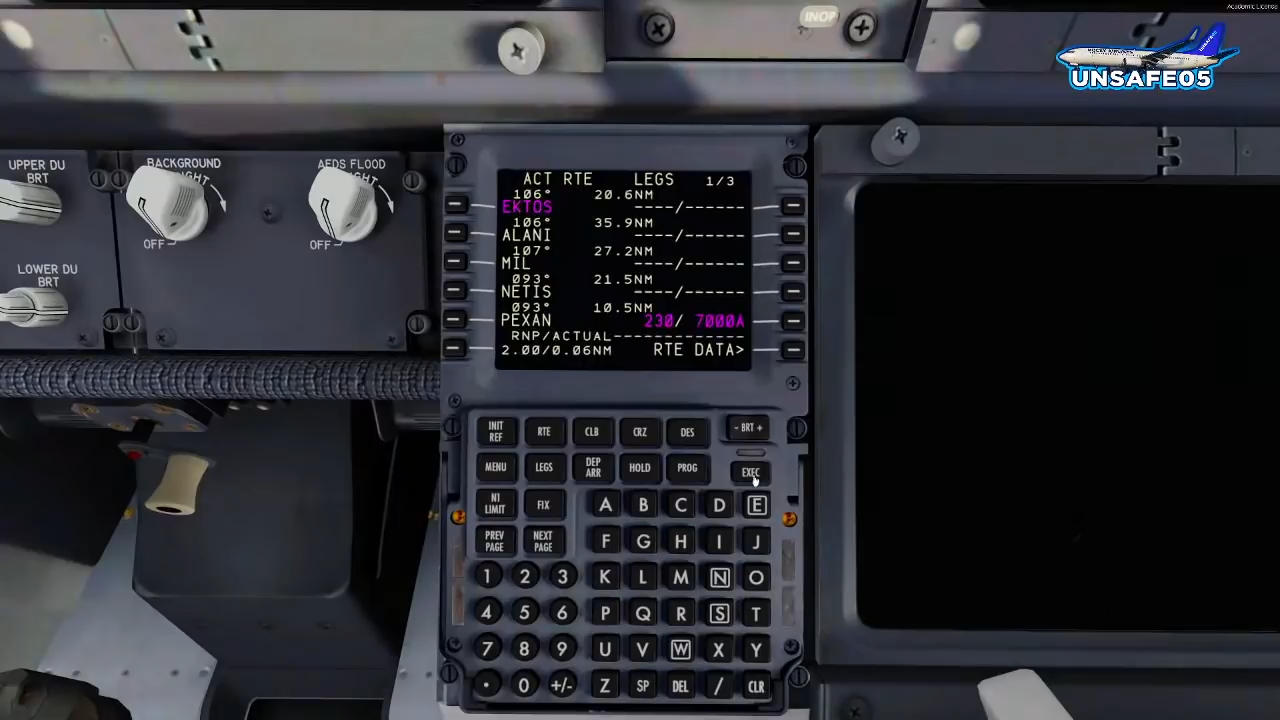 Academic License
INOP
UNSAFE05
UPPER DU
BRT
BACKGROUND
AFDS FLOOD
OFF
OFF
LOWER DU
BRT
ACT RTE LEGS 1/3
106° 20.6NM
EKTOS ----/------
106° 35.9NM
ALANI ----/------
107° 27.2NM
MIL ----/------
093° 21.5NM
NETIS ----/------
093° 10.5NM
PEXAN 230/ 7000A
RNP/ACTUAL-------------
2.00/0.06NM RTE DATA>
INIT REF RTE CLB CRZ DES - BRT +
MENU LEGS DEP ARR HOLD PROG EXEC
N1 LIMIT FIX A B C D E
PREV PAGE NEXT PAGE F G H I J
1 2 3 K L M N O
4 5 6 P Q R S T
7 8 9 U V W X Y
. 0 +/- Z SP DEL / CLR